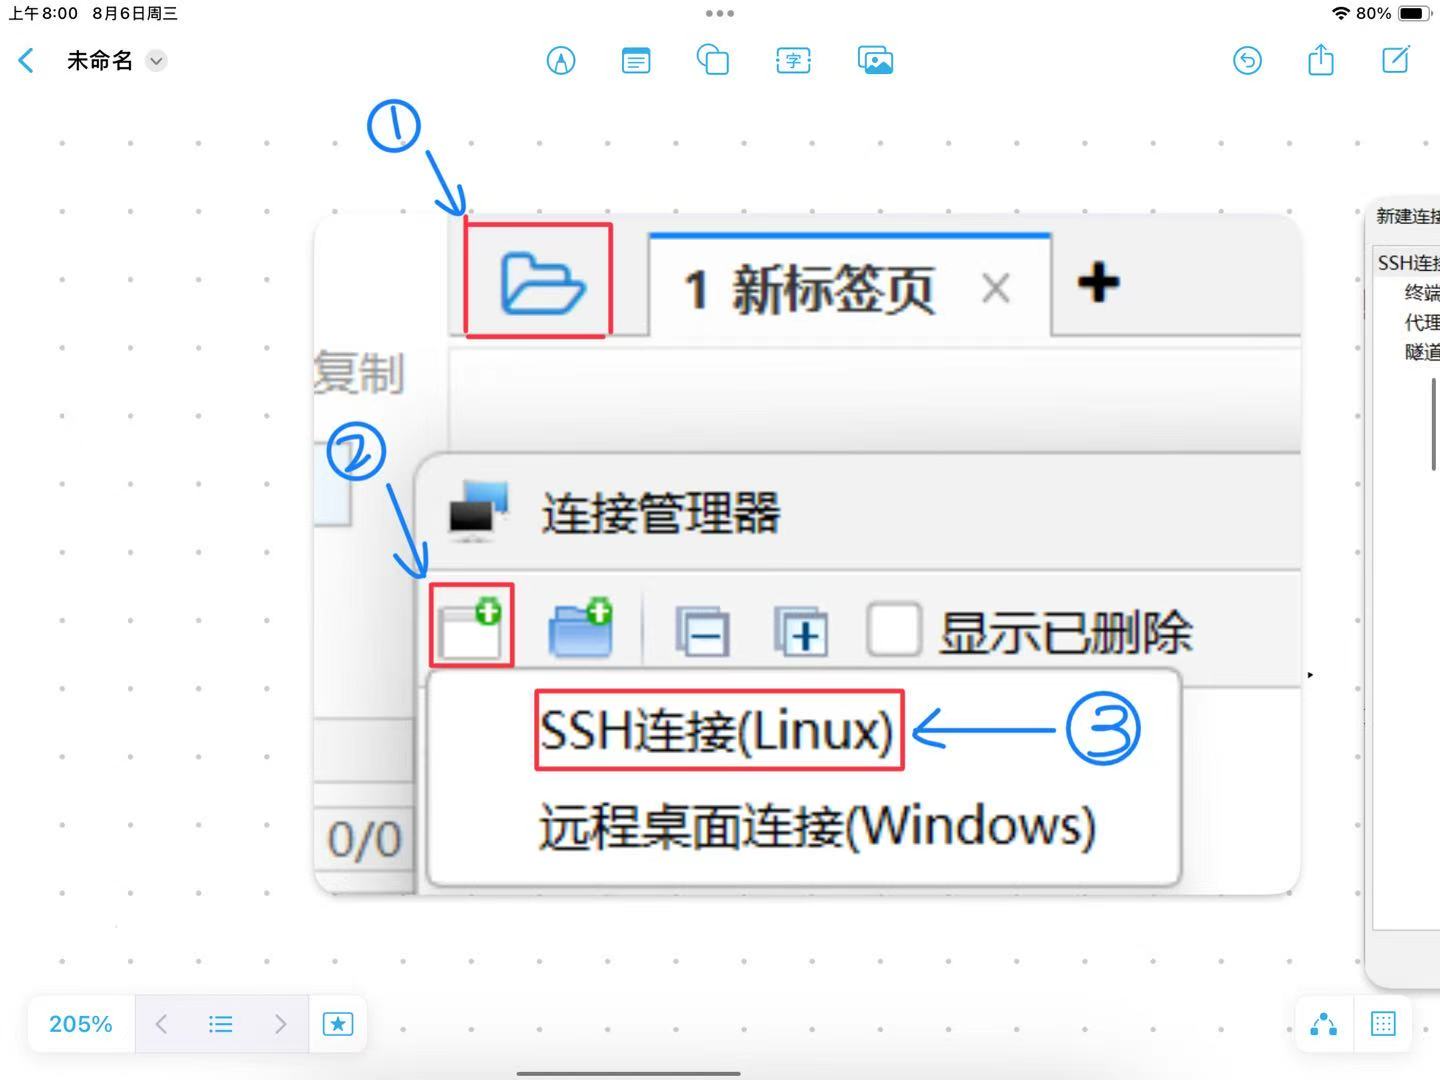 上午8:00 8月6日周三
80%
未命名
字
①
1 新标签页
复制
②
连接管理器
显示已删除
SSH连接(Linux)
③
远程桌面连接(Windows)
0/0
新建连接
SSH连接
终端
代理
隧道
205%